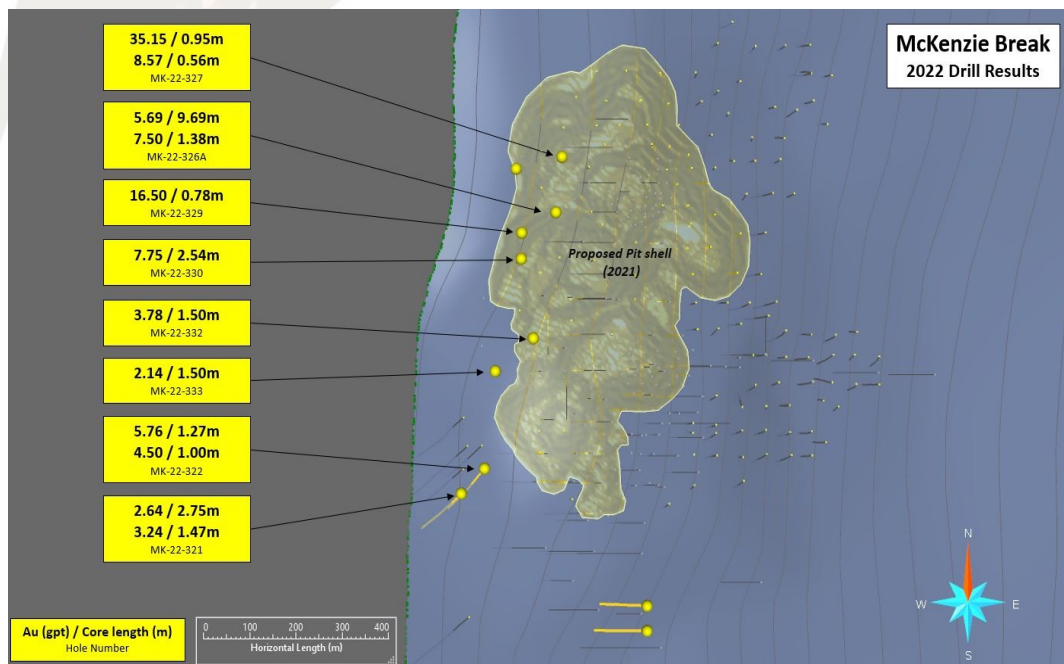 McKenzie Break
2022 Drill Results
35.15 / 0.95m
8.57 / 0.56m
MK-22-327
5.69 / 9.69m
7.50 / 1.38m
MK-22-326A
16.50 / 0.78m
MK-22-329
7.75 / 2.54m
MK-22-330
3.78 / 1.50m
MK-22-332
2.14 / 1.50m
MK-22-333
5.76 / 1.27m
4.50 / 1.00m
MK-22-322
2.64 / 2.75m
3.24 / 1.47m
MK-22-321
Proposed Pit shell
(2021)
Au (gpt) / Core length (m)
Hole Number
0 100 200 300 400
Horizontal Length (m)
N
W E
S